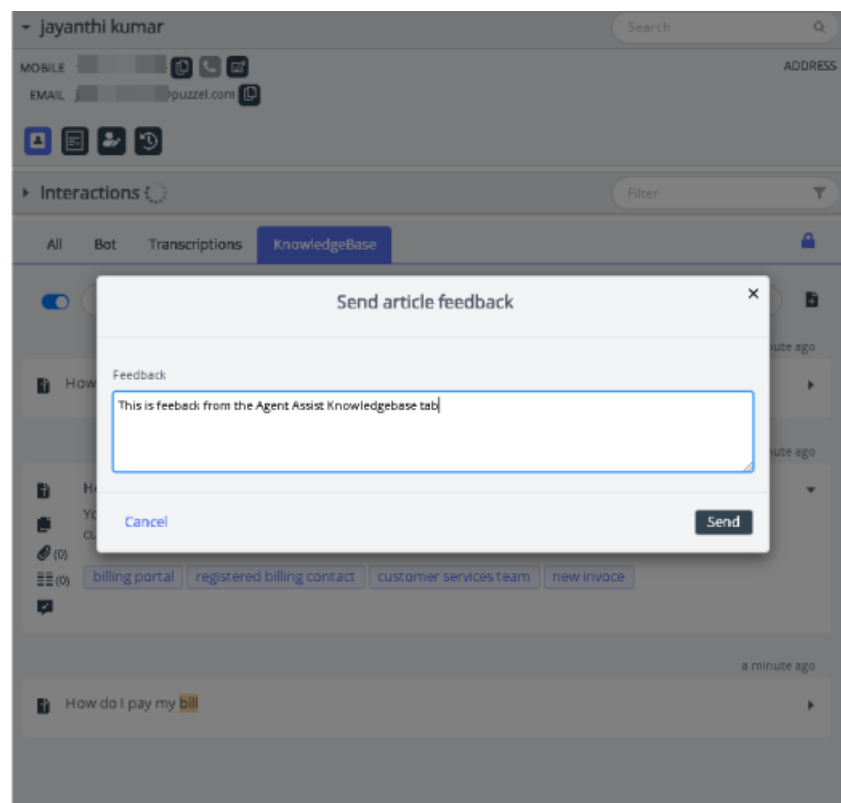 jayanthi kumar
Search
MOBILE
ADDRESS
EMAIL j puzzel.com
Interactions
Filter
All Bot Transcriptions KnowledgeBase
Send article feedback
×
ute ago
Feedback
How
This is feeback from the Agent Assist Knowledgebase tab
ute ago
H
Yo
Cancel
Send
(0)
(0)
billing portal registered billing contact customer services team new invoce
a minute ago
How do I pay my bill